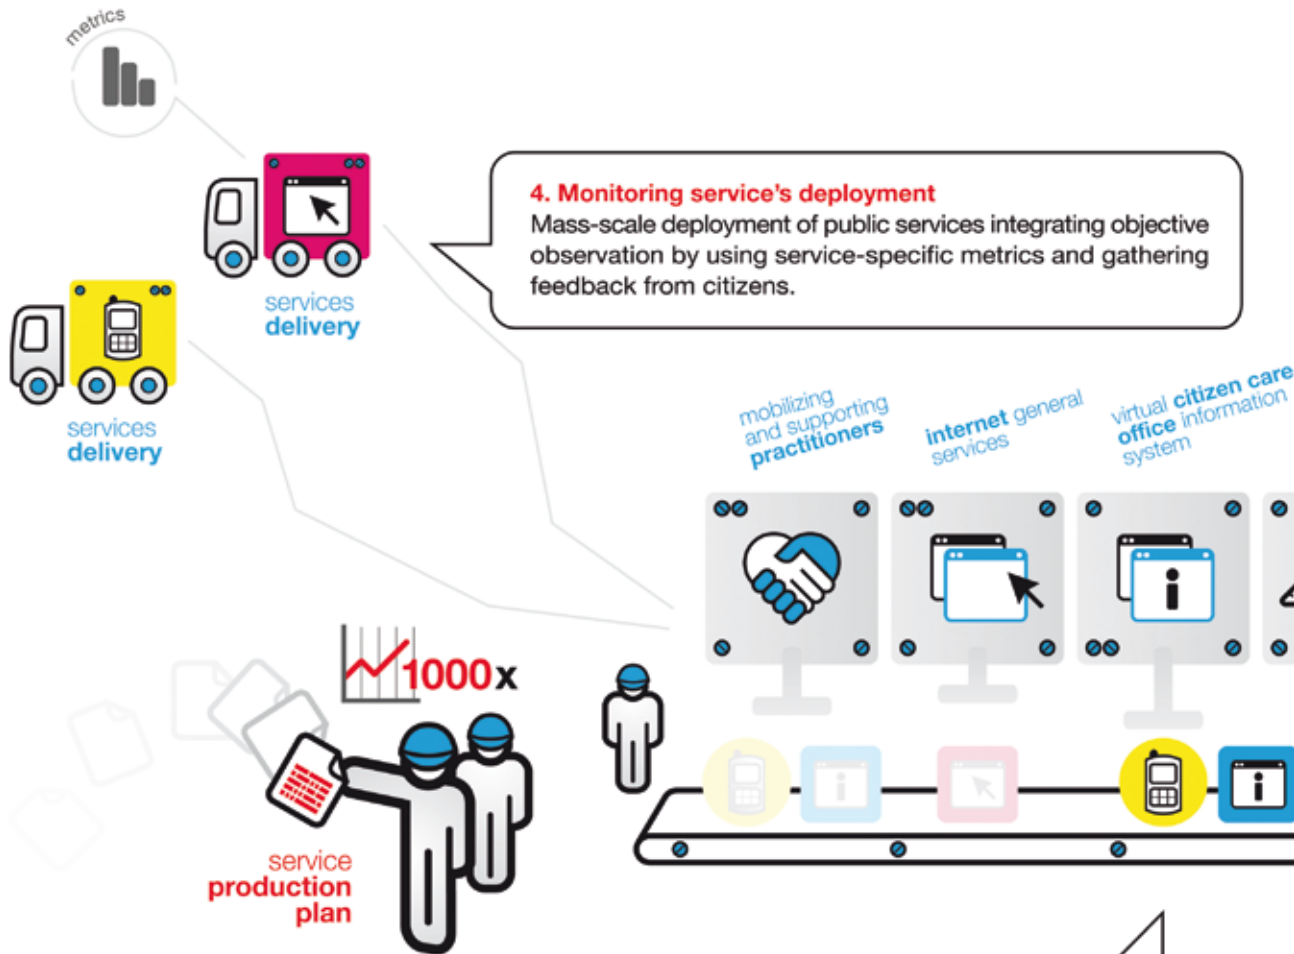 metrics
4. Monitoring service's deployment
Mass-scale deployment of public services integrating objective
observation by using service-specific metrics and gathering
feedback from citizens.
services
delivery
services
delivery
mobilizing
and supporting
practitioners
internet general
services
virtual citizen care
office information
system
1000x
service
production
plan